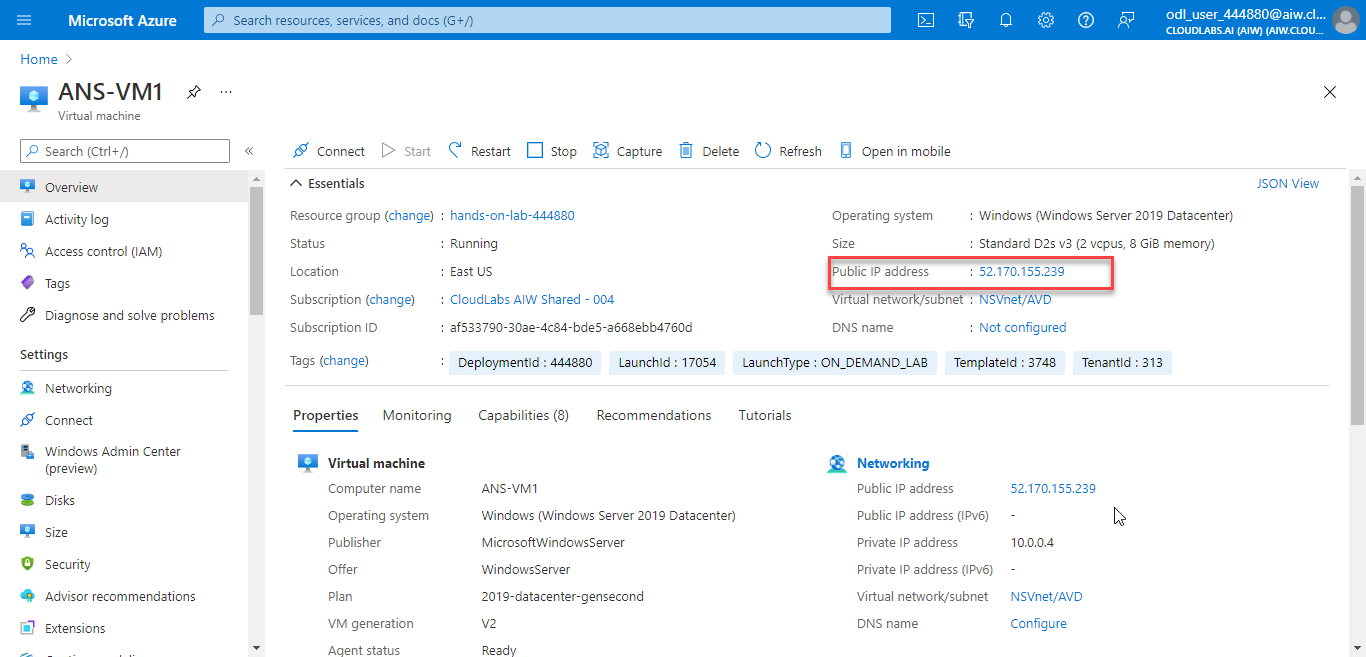 Microsoft Azure
Search resources, services, and docs (G+/)
odl_user_444880@aiw.cl...
CLOUDLABS.AI (AIW) (AIW.CLOU...
Home
ANS-VM1
...
Virtual machine
Search (Ctrl+/)
«
Connect
Start
Restart
Stop
Capture
Delete
Refresh
Open in mobile
Overview
Activity log
Access control (IAM)
Tags
Diagnose and solve problems
Settings
Networking
Connect
Windows Admin Center
(preview)
Disks
Size
Security
Advisor recommendations
Extensions
Essentials
JSON View
Resource group (change) : hands-on-lab-444880
Status : Running
Location : East US
Subscription (change) : CloudLabs AIW Shared - 004
Subscription ID : af533790-30ae-4c84-bde5-a668ebb4760d
Operating system : Windows (Windows Server 2019 Datacenter)
Size : Standard D2s v3 (2 vcpus, 8 GiB memory)
Public IP address : 52.170.155.239
Virtual network/subnet : NSVnet/AVD
DNS name : Not configured
Tags (change) : DeploymentId : 444880 LaunchId : 17054 LaunchType : ON_DEMAND_LAB TemplateId : 3748 TenantId : 313
Properties
Monitoring
Capabilities (8)
Recommendations
Tutorials
Virtual machine
Computer name ANS-VM1
Operating system Windows (Windows Server 2019 Datacenter)
Publisher MicrosoftWindowsServer
Offer WindowsServer
Plan 2019-datacenter-gensecond
VM generation V2
Agent status Ready
Networking
Public IP address 52.170.155.239
Public IP address (IPv6) -
Private IP address 10.0.0.4
Private IP address (IPv6) -
Virtual network/subnet NSVnet/AVD
DNS name Configure